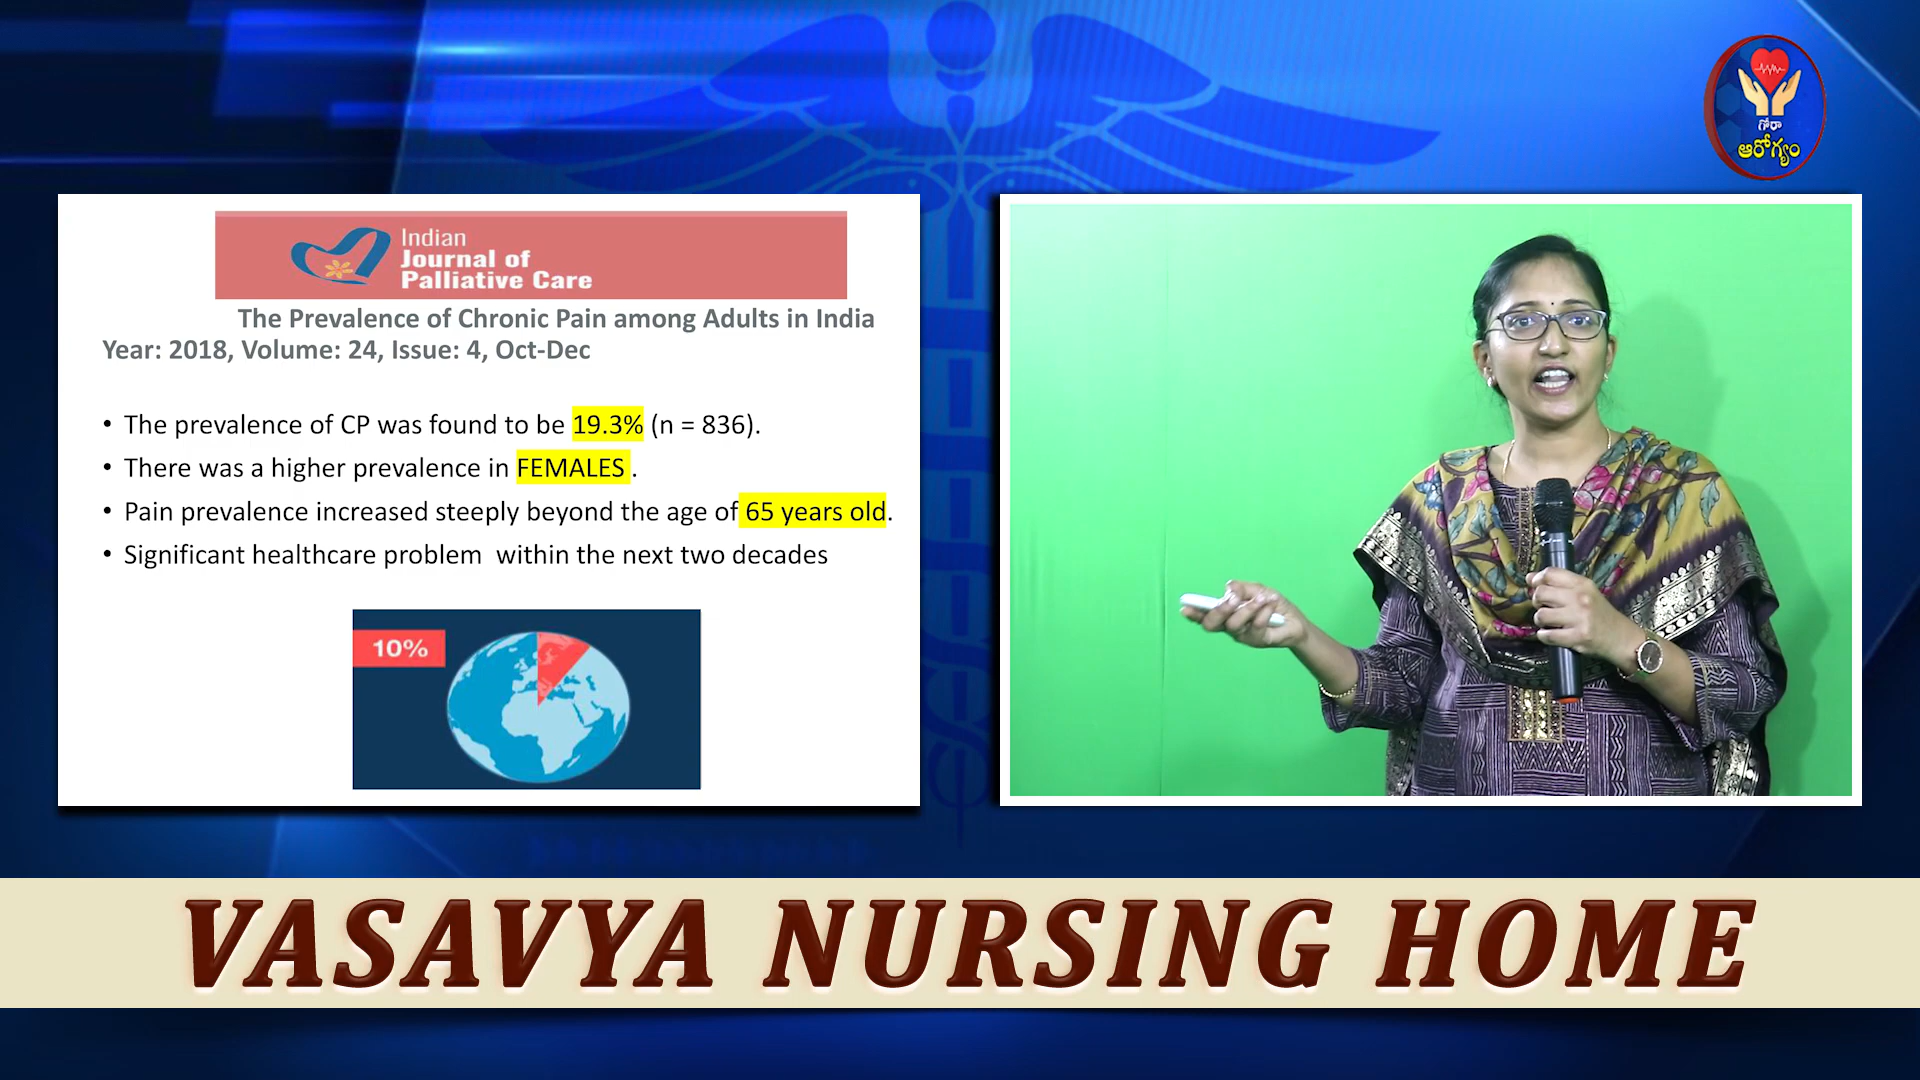 గోరా
ఆరోగ్యం
Indian
Journal of
Palliative Care
The Prevalence of Chronic Pain among Adults in India
Year: 2018, Volume: 24, Issue: 4, Oct-Dec
• The prevalence of CP was found to be 19.3% (n = 836).
• There was a higher prevalence in FEMALES .
• Pain prevalence increased steeply beyond the age of 65 years old.
• Significant healthcare problem  within the next two decades
10%
VASAVYA NURSING HOME